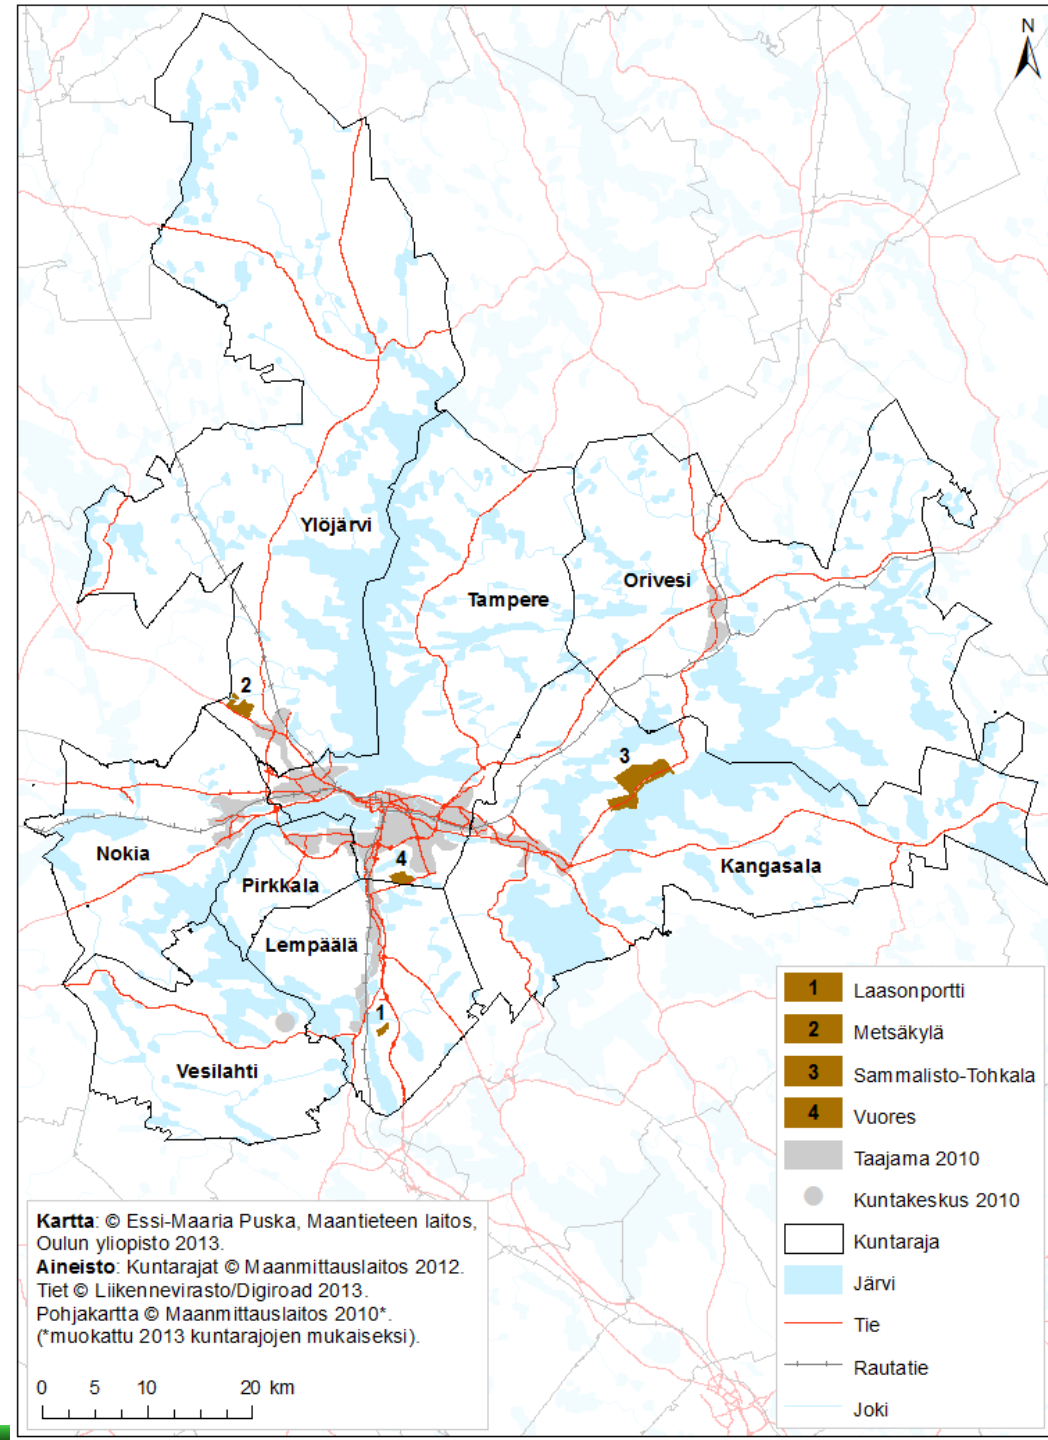 N
Ylöjärvi
Tampere
Orivesi
2
3
Nokia
4
Pirkkala
Kangasala
Lempäälä
1
Vesilahti
1 Laasonportti
2 Metsäkylä
3 Sammalisto-Tohkala
4 Vuores
Taajama 2010
Kuntakeskus 2010
Kuntaraja
Järvi
Tie
Rautatie
Joki
Kartta: © Essi-Maaria Puska, Maantieteen laitos,
Oulun yliopisto 2013.
Aineisto: Kuntarajat © Maanmittauslaitos 2012.
Tiet © Liikennevirasto/Digiroad 2013.
Pohjakartta © Maanmittauslaitos 2010*.
(*muokattu 2013 kuntarajojen mukaiseksi).
0 5 10 20 km